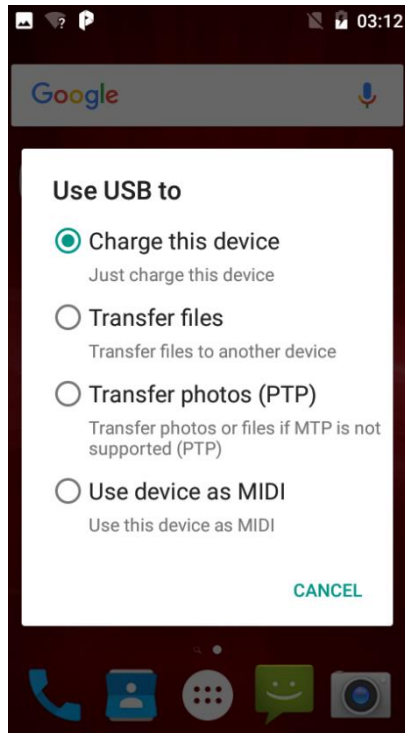 03:12
Google
Use USB to
Charge this device
Just charge this device
Transfer files
Transfer files to another device
Transfer photos (PTP)
Transfer photos or files if MTP is not
supported (PTP)
Use device as MIDI
Use this device as MIDI
CANCEL